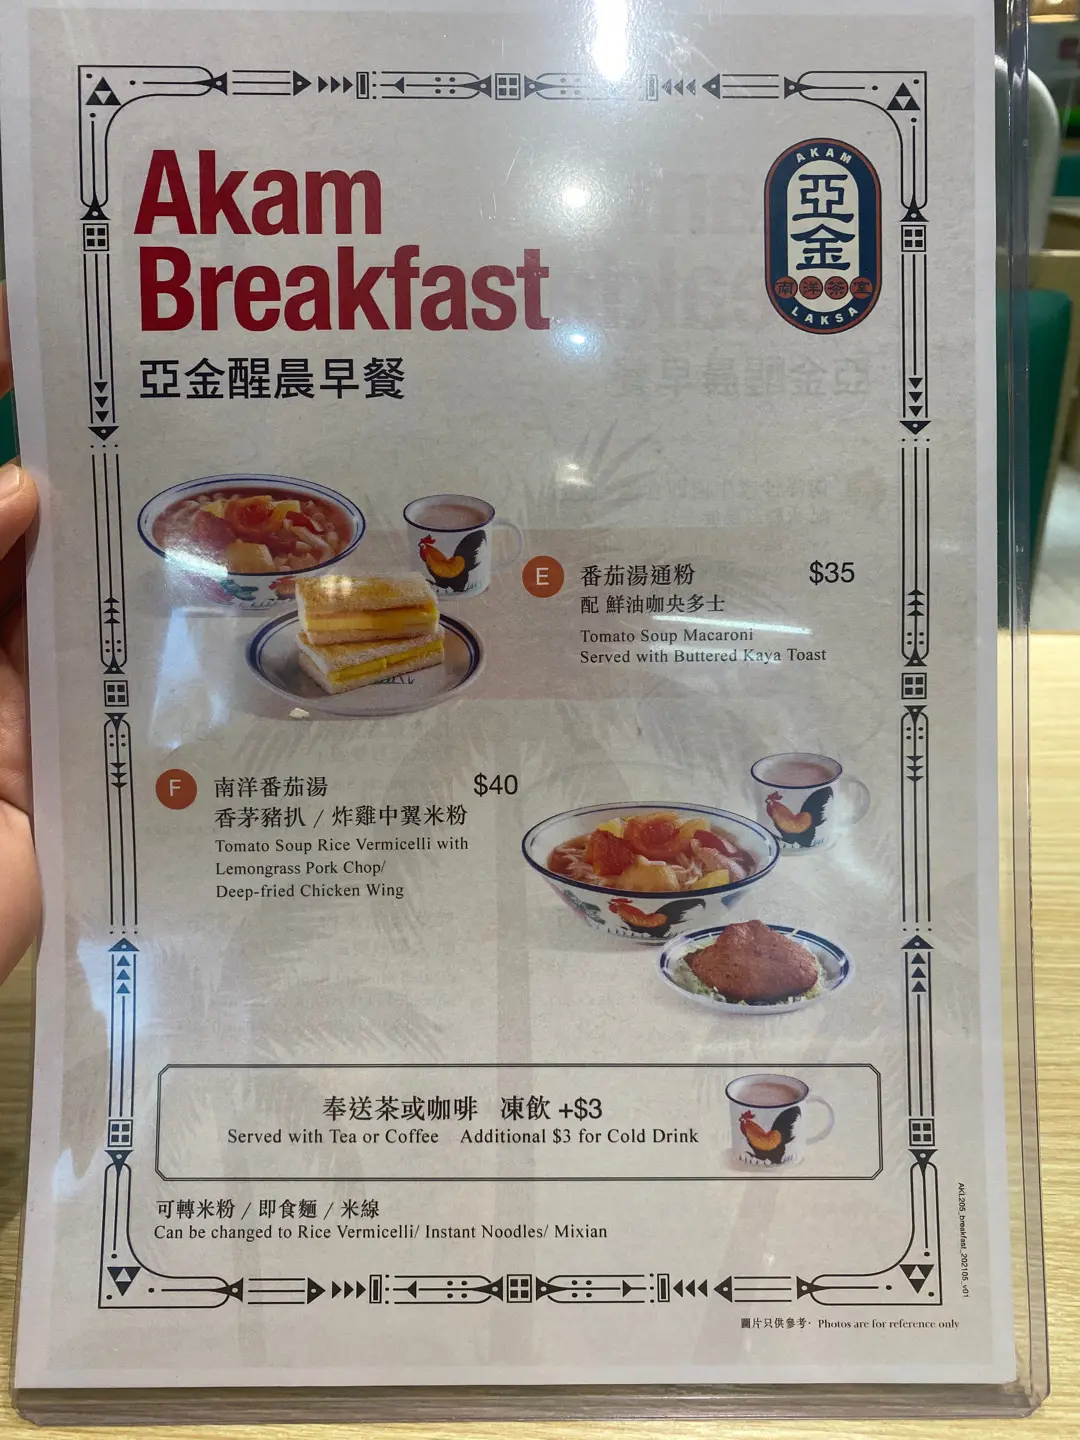 Akam
Breakfast
亞金醒晨早餐
AKAM
亞
金
南洋茶室
LAKSA
E
番茄湯通粉
$35
配 鮮油咖央多士
Tomato Soup Macaroni
Served with Buttered Kaya Toast
F
南洋番茄湯
$40
香茅豬扒 / 炸雞中翼米粉
Tomato Soup Rice Vermicelli with
Lemongrass Pork Chop/
Deep-fried Chicken Wing
奉送茶或咖啡 凍飲 +$3
Served with Tea or Coffee Additional $3 for Cold Drink
可轉米粉 / 即食麵 / 米線
Can be changed to Rice Vermicelli/ Instant Noodles/ Mixian
AKL205_breakfast_202105_v01
圖片只供參考· Photos are for reference only